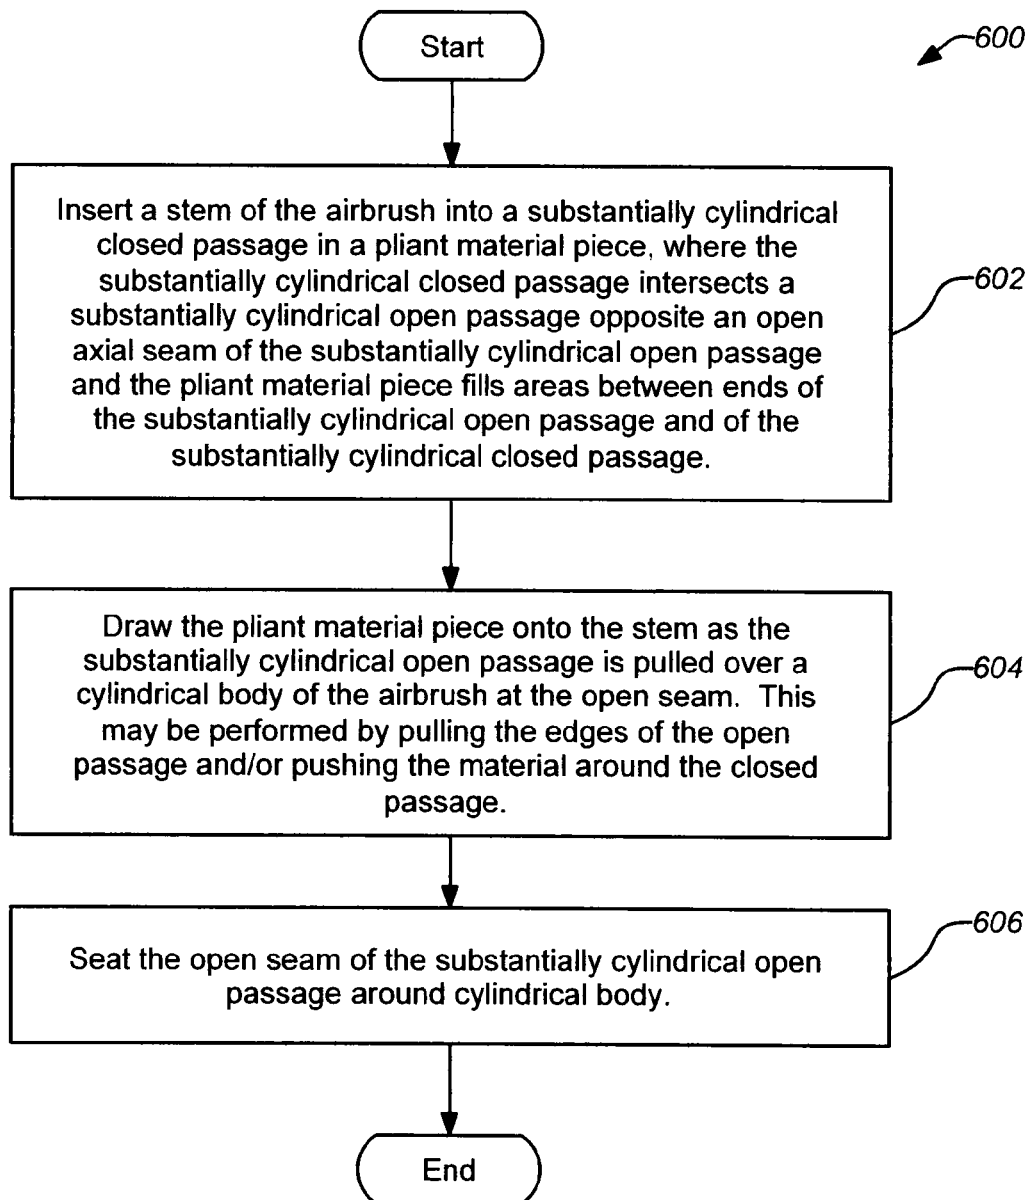 Start
600
Insert a stem of the airbrush into a substantially cylindrical
closed passage in a pliant material piece, where the
substantially cylindrical closed passage intersects a
substantially cylindrical open passage opposite an open
axial seam of the substantially cylindrical open passage
and the pliant material piece fills areas between ends of
the substantially cylindrical open passage and of the
substantially cylindrical closed passage.
602
Draw the pliant material piece onto the stem as the
substantially cylindrical open passage is pulled over a
cylindrical body of the airbrush at the open seam. This
may be performed by pulling the edges of the open
passage and/or pushing the material around the closed
passage.
604
Seat the open seam of the substantially cylindrical open
passage around cylindrical body.
606
End